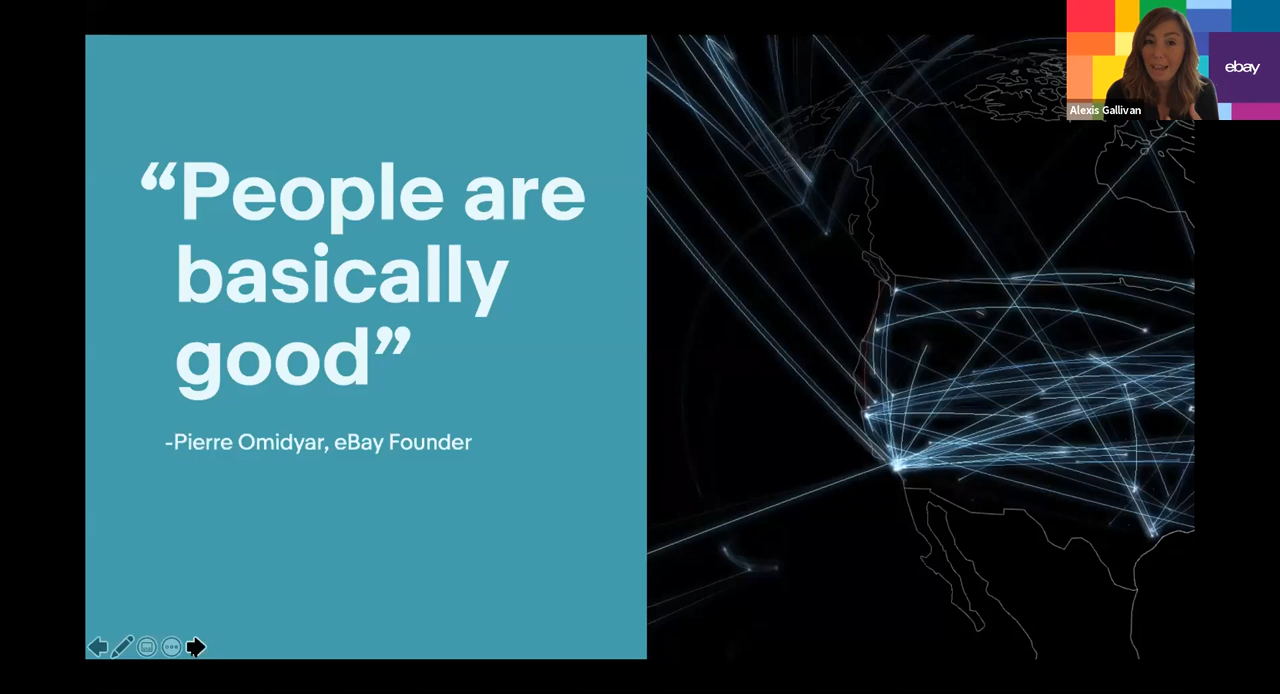 “People are
basically
good”
-Pierre Omidyar, eBay Founder
Alexis Gallivan
ebay